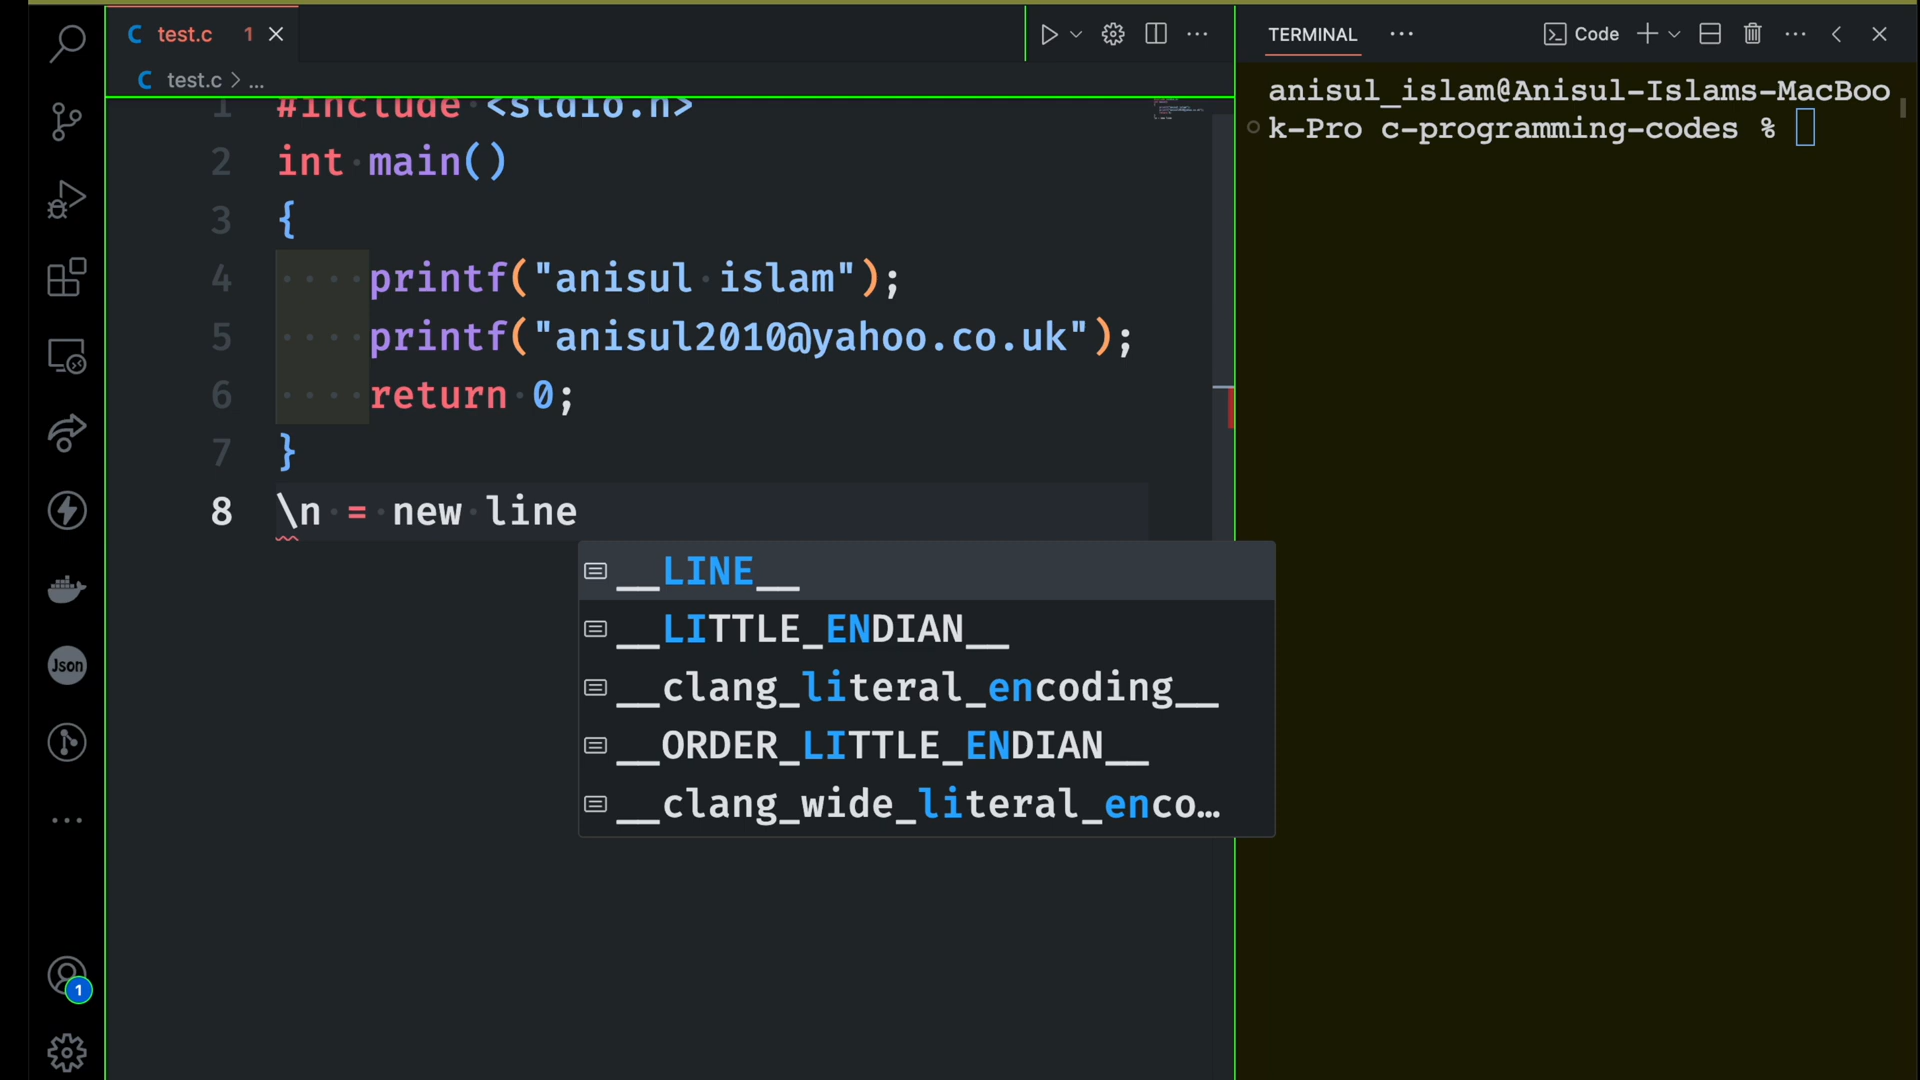 test.c 1
test.c > ...
TERMINAL
Code
1 #include <stdio.h>
2 int main()
3 {
4 printf("anisul islam");
5 printf("anisul2010@yahoo.co.uk");
6 return 0;
7 }
8 \n = new line
__LINE__
__LITTLE_ENDIAN__
__clang_literal_encoding__
__ORDER_LITTLE_ENDIAN__
__clang_wide_literal_enco…
anisul_islam@Anisul-Islams-MacBoo
k-Pro c-programming-codes %
Json
1